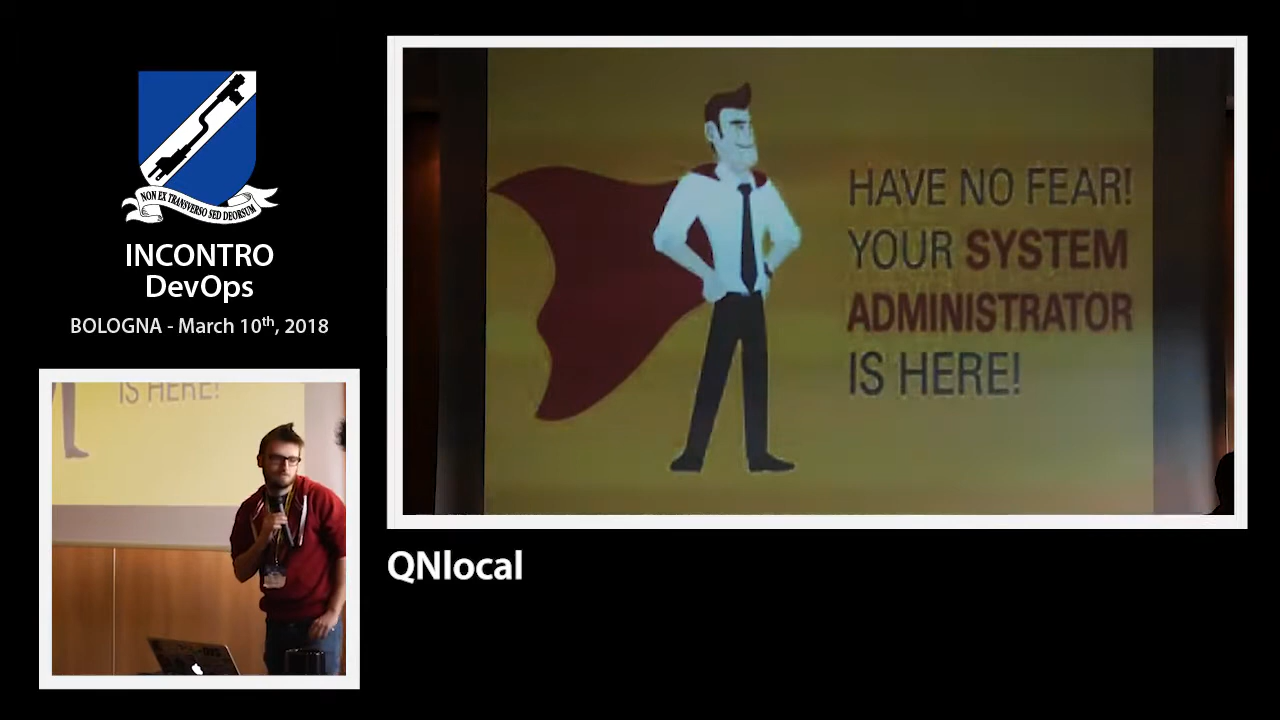 NON EX TRANSVERSO SED DEORSUM
INCONTRO
DevOps
BOLOGNA - March 10th, 2018
HAVE NO FEAR!
YOUR SYSTEM
ADMINISTRATOR
IS HERE!
IS HERE!
QNlocal